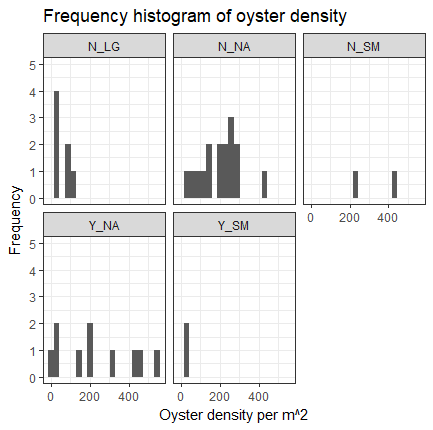 Frequency histogram of oyster density
N_LG N_NA N_SM
5
4
3
2
1
0
0 200 400
Y_NA Y_SM
5
4
3
2
1
0
0 200 400 0 200 400
Frequency
Oyster density per m^2